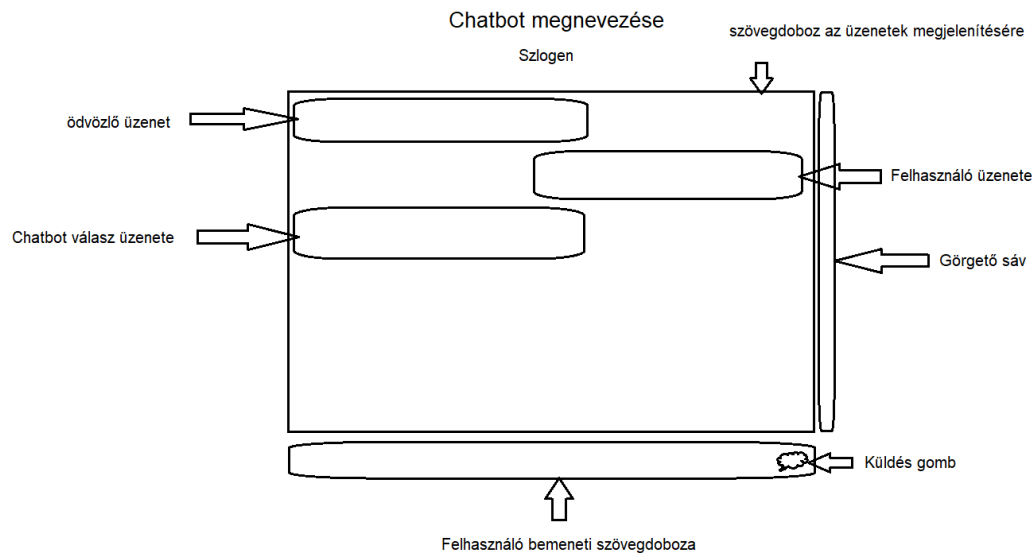 Chatbot megnevezése
szövegdoboz az üzenetek megjelenítésére
Szlogen
ödvözlő üzenet
Felhasználó üzenete
Chatbot válasz üzenete
Görgető sáv
Küldés gomb
Felhasználó bemeneti szövegdoboza